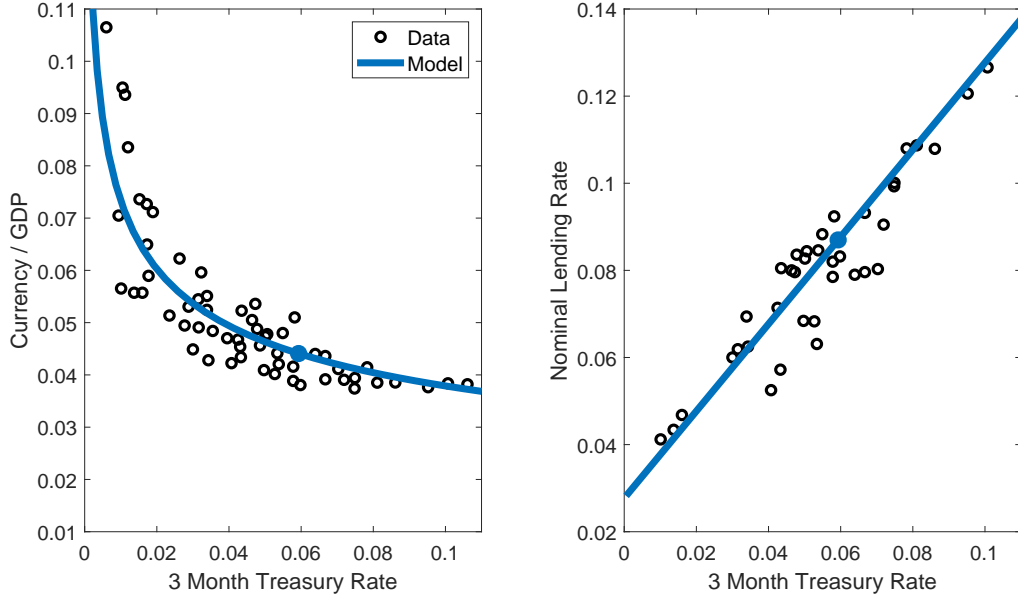 0.11
0.1
0.09
0.08
0.07
0.06
0.05
0.04
0.03
0.02
0.01
Currency / GDP
0 0.02 0.04 0.06 0.08 0.1
3 Month Treasury Rate
Data
Model
0.14
0.12
0.1
0.08
0.06
0.04
0.02
Nominal Lending Rate
0 0.02 0.04 0.06 0.08 0.1
3 Month Treasury Rate